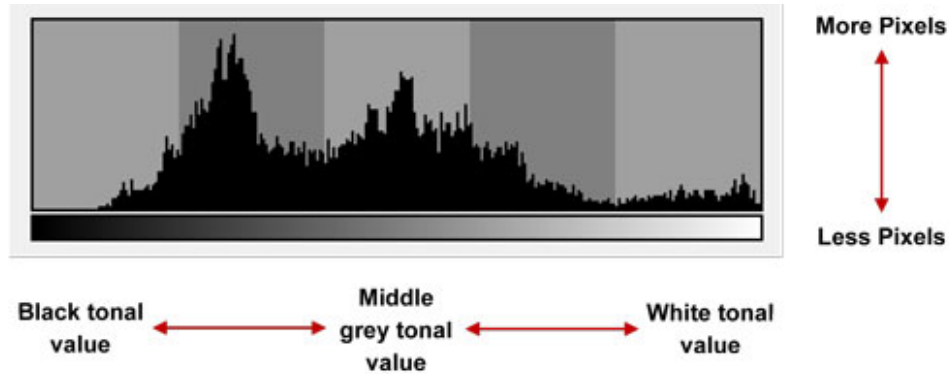 More Pixels
Less Pixels
Black tonal
value
Middle
grey tonal
value
White tonal
value